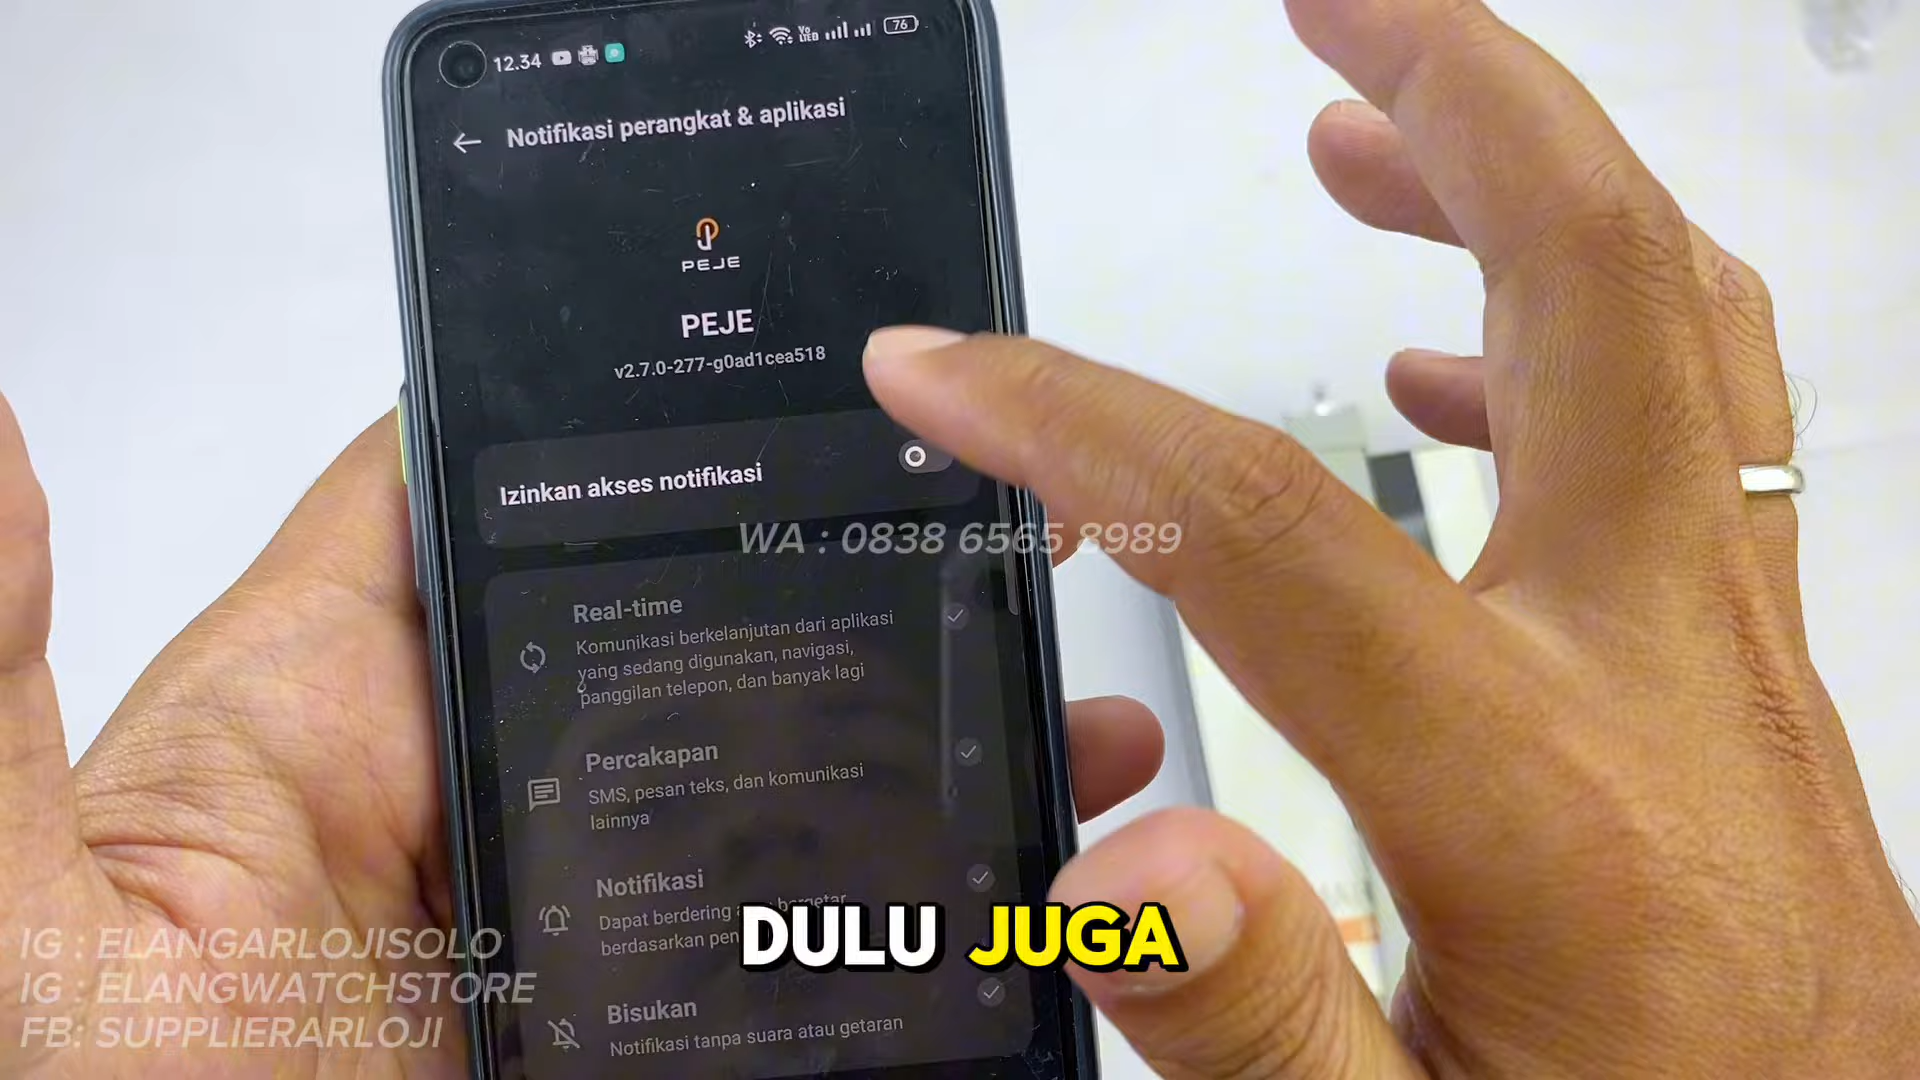 12.34
Vo
LTED
76
Notifikasi perangkat & aplikasi
PEJE
PEJE
v2.7.0-277-g0ad1cea518
Izinkan akses notifikasi
WA : 0838 6565 8989
Real-time
Komunikasi berkelanjutan dari aplikasi
yang sedang digunakan, navigasi,
panggilan telepon, dan banyak lagi
Percakapan
SMS, pesan teks, dan komunikasi
lainnya
Notifikasi
Dapat berdering
berdasarkan
DULU JUGA
Bisukan
Notifikasi tanpa suara atau getaran
IG : ELANGARLOJISOLO
IG : ELANGWATCHSTORE
FB: SUPPLIERARLOJI